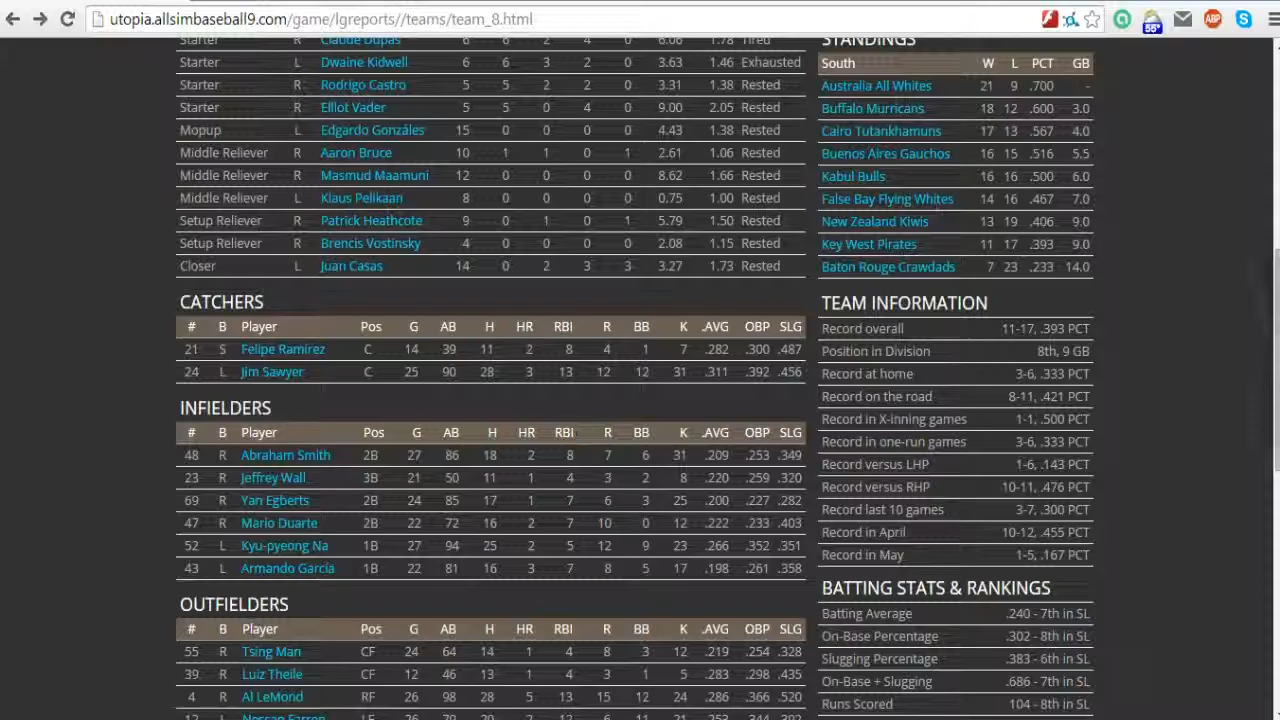 utopia.allsimbaseball9.com/game/lgreports//teams/team_8.html
55°
ABP
Starter R Claude Dupas 6 6 2 4 0 6.06 1.78 Tired
Starter L Dwaine Kidwell 6 6 3 2 0 3.63 1.46 Exhausted
Starter R Rodrigo Castro 5 5 2 2 0 3.31 1.38 Rested
Starter R Elliot Vader 5 5 0 4 0 9.00 2.05 Rested
Mopup L Edgardo Gonzáles 15 0 0 0 0 4.43 1.38 Rested
Middle Reliever R Aaron Bruce 10 1 1 0 1 2.61 1.06 Rested
Middle Reliever R Masmud Maamuni 12 0 0 0 0 8.62 1.66 Rested
Middle Reliever L Klaus Pelikaan 8 0 0 0 0 0.75 1.00 Rested
Setup Reliever R Patrick Heathcote 9 0 1 0 1 5.79 1.50 Rested
Setup Reliever R Brencis Vostinsky 4 0 0 0 0 2.08 1.15 Rested
Closer L Juan Casas 14 0 2 3 3 3.27 1.73 Rested
CATCHERS
# B Player Pos G AB H HR RBI R BB K .AVG OBP SLG
21 S Felipe Ramírez C 14 39 11 2 8 4 1 7 .282 .300 .487
24 L Jim Sawyer C 25 90 28 3 13 12 12 31 .311 .392 .456
INFIELDERS
# B Player Pos G AB H HR RBI R BB K .AVG OBP SLG
48 R Abraham Smith 2B 27 86 18 2 8 7 6 31 .209 .253 .349
23 R Jeffrey Wall 3B 21 50 11 1 4 3 2 8 .220 .259 .320
69 R Yan Egberts 2B 24 85 17 1 7 6 3 25 .200 .227 .282
47 R Mario Duarte 2B 22 72 16 2 7 10 0 12 .222 .233 .403
52 L Kyu-pyeong Na 1B 27 94 25 2 5 12 9 23 .266 .352 .351
43 L Armando García 1B 22 81 16 3 7 8 5 17 .198 .261 .358
OUTFIELDERS
# B Player Pos G AB H HR RBI R BB K .AVG OBP SLG
55 R Tsing Man CF 24 64 14 1 4 8 3 12 .219 .254 .328
39 R Luiz Theile CF 12 46 13 1 4 3 1 5 .283 .298 .435
4 R Al LeMond RF 26 98 28 5 13 15 12 24 .286 .366 .520
STANDINGS
South W L PCT GB
Australia All Whites 21 9 .700 -
Buffalo Murricans 18 12 .600 3.0
Cairo Tutankhamuns 17 13 .567 4.0
Buenos Aires Gauchos 16 15 .516 5.5
Kabul Bulls 16 16 .500 6.0
False Bay Flying Whites 14 16 .467 7.0
New Zealand Kiwis 13 19 .406 9.0
Key West Pirates 11 17 .393 9.0
Baton Rouge Crawdads 7 23 .233 14.0
TEAM INFORMATION
Record overall 11-17, .393 PCT
Position in Division 8th, 9 GB
Record at home 3-6, .333 PCT
Record on the road 8-11, .421 PCT
Record in X-inning games 1-1, .500 PCT
Record in one-run games 3-6, .333 PCT
Record versus LHP 1-6, .143 PCT
Record versus RHP 10-11, .476 PCT
Record last 10 games 3-7, .300 PCT
Record in April 10-12, .455 PCT
Record in May 1-5, .167 PCT
BATTING STATS & RANKINGS
Batting Average .240 - 7th in SL
On-Base Percentage .302 - 8th in SL
Slugging Percentage .383 - 6th in SL
On-Base + Slugging .686 - 7th in SL
Runs Scored 104 - 8th in SL